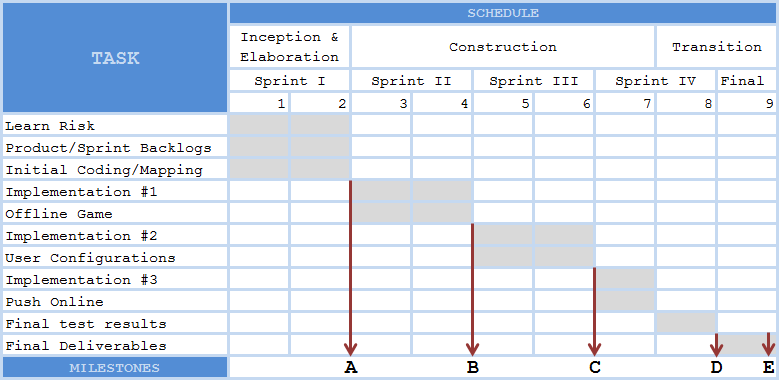 SCHEDULE
TASK
Inception &
Elaboration
Construction
Transition
Sprint I
Sprint II
Sprint III
Sprint IV
Final
1 2 3 4 5 6 7 8 9
Learn Risk
Product/Sprint Backlogs
Initial Coding/Mapping
Implementation #1
Offline Game
Implementation #2
User Configurations
Implementation #3
Push Online
Final test results
Final Deliverables
MILESTONES
A B C D E